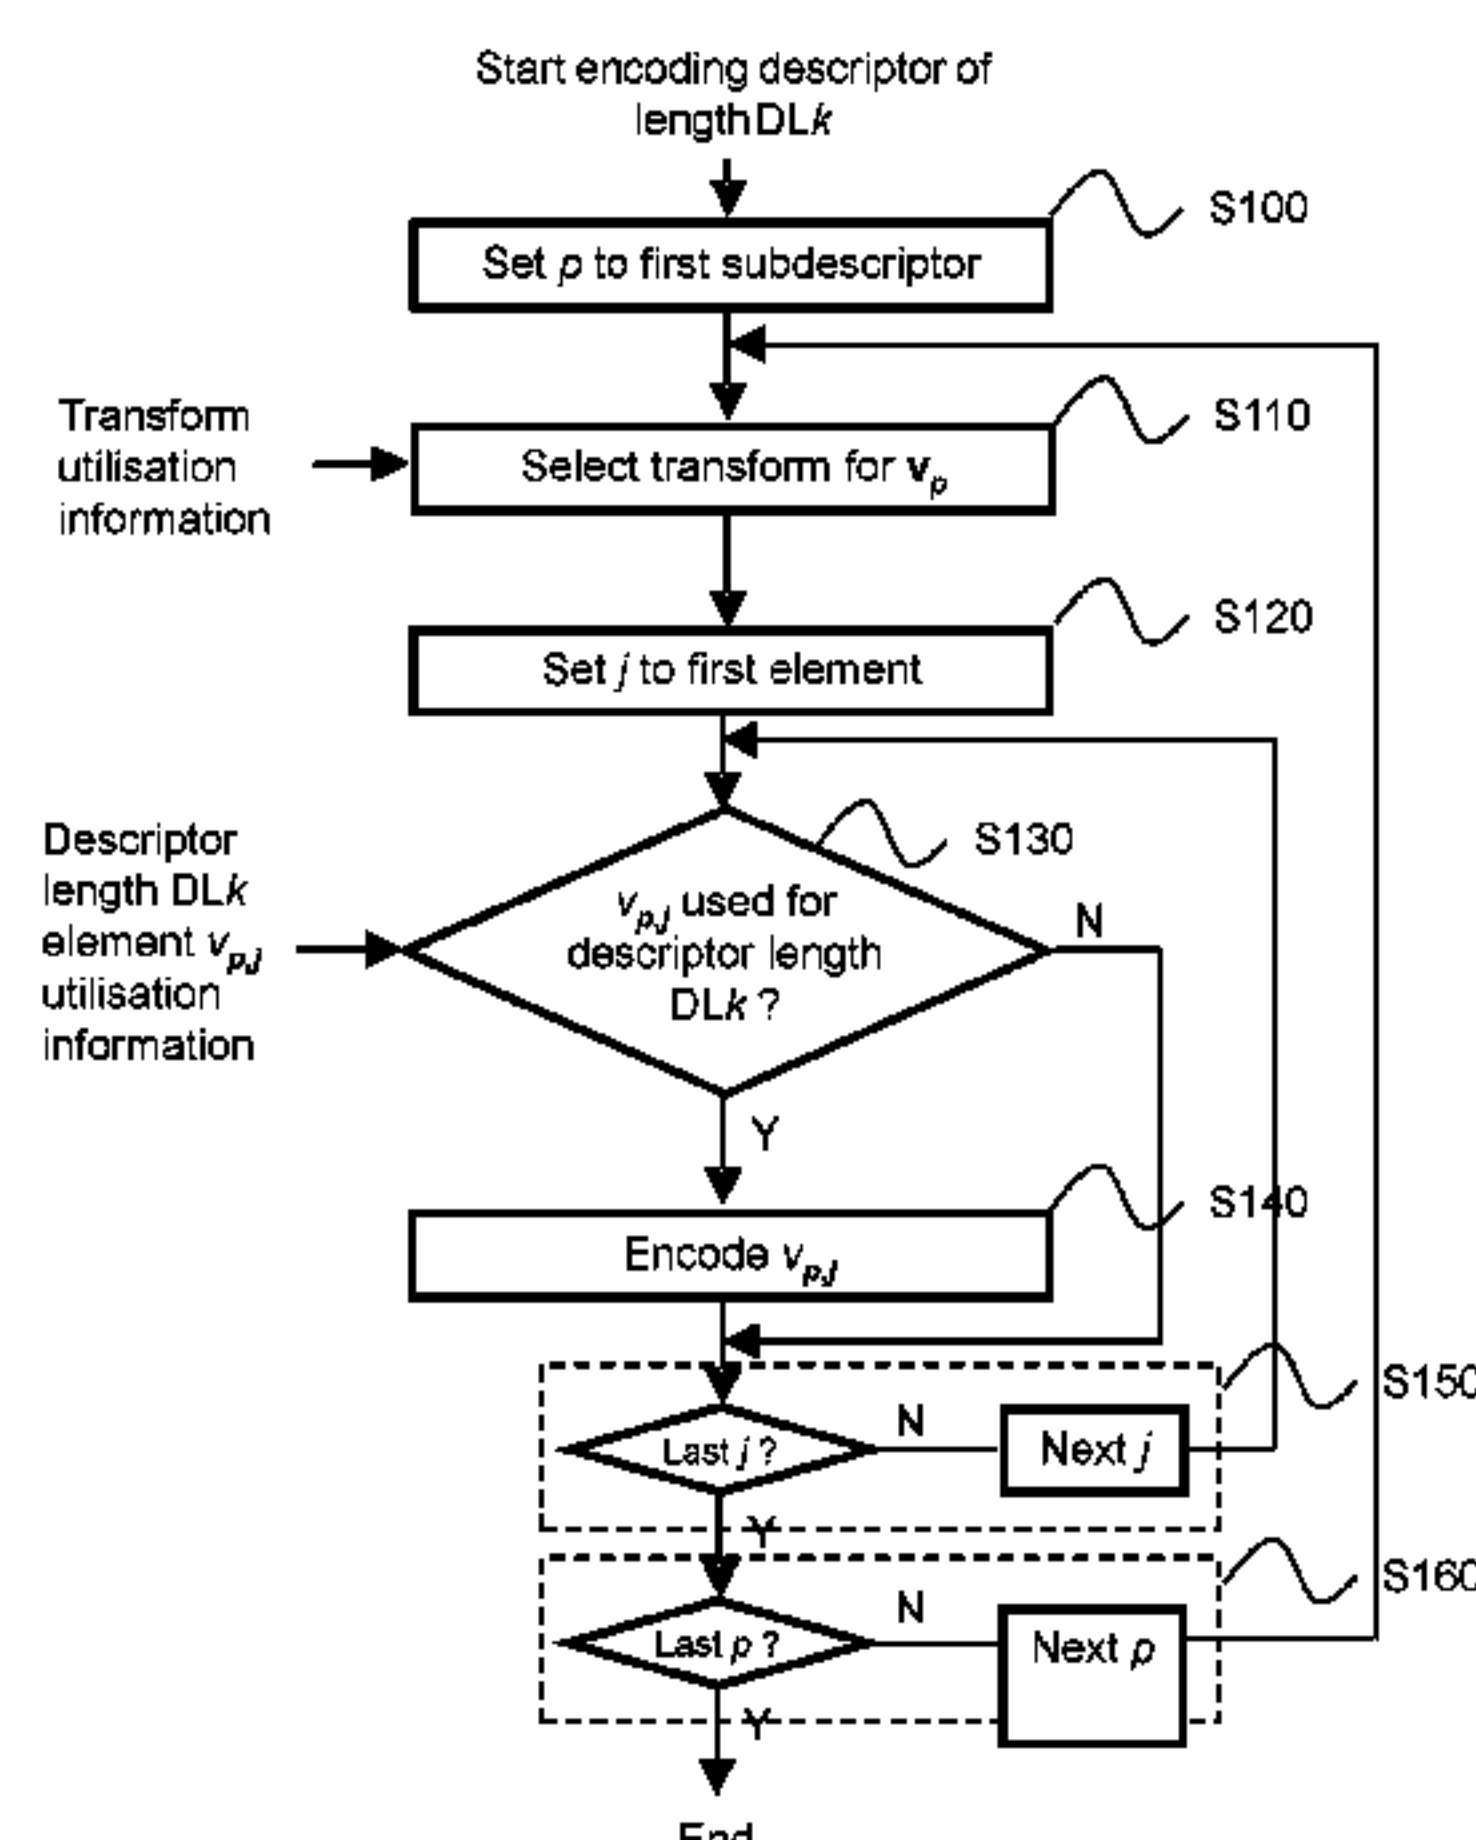 Start encoding descriptor of
length DLk
S100
Set p to first subdescriptor
Transform
utilisation
information
S110
Select transform for vp
S120
Set j to first element
Descriptor
length DLk
element vp,j
utilisation
information
S130
vp,j used for
descriptor length
DLk ?
N
Y
S140
Encode vp,j
S150
Last j ?
N
Next j
Y
S160
Last p ?
N
Next p
Y
End